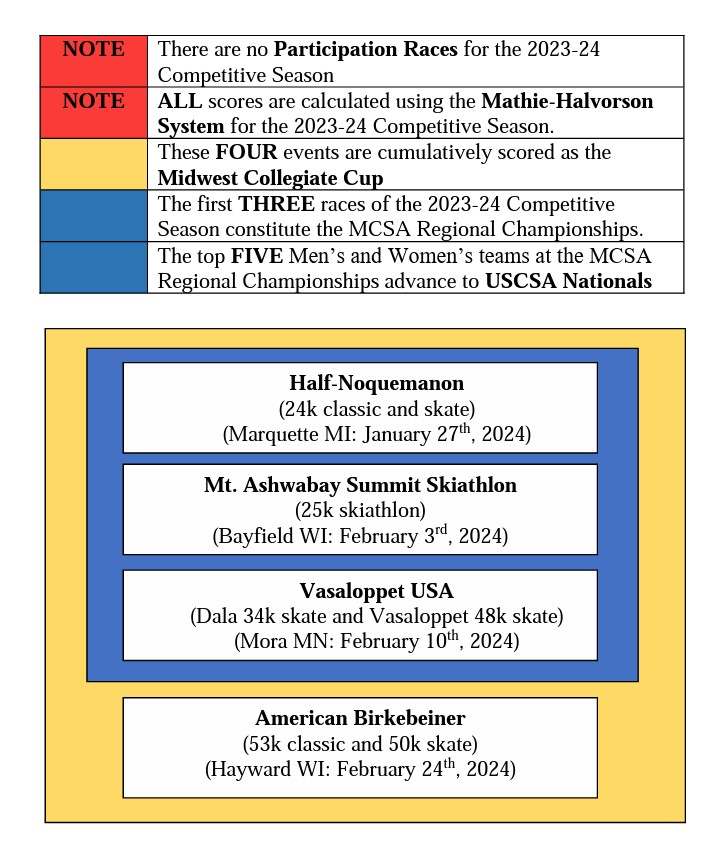 NOTE
There are no Participation Races for the 2023-24
Competitive Season
NOTE
ALL scores are calculated using the Mathie-Halvorson
System for the 2023-24 Competitive Season.
These FOUR events are cumulatively scored as the
Midwest Collegiate Cup
The first THREE races of the 2023-24 Competitive
Season constitute the MCSA Regional Championships.
The top FIVE Men’s and Women’s teams at the MCSA
Regional Championships advance to USCSA Nationals
Half-Noquemanon
(24k classic and skate)
(Marquette MI: January 27th, 2024)
Mt. Ashwabay Summit Skiathlon
(25k skiathlon)
(Bayfield WI: February 3rd, 2024)
Vasaloppet USA
(Dala 34k skate and Vasaloppet 48k skate)
(Mora MN: February 10th, 2024)
American Birkebeiner
(53k classic and 50k skate)
(Hayward WI: February 24th, 2024)